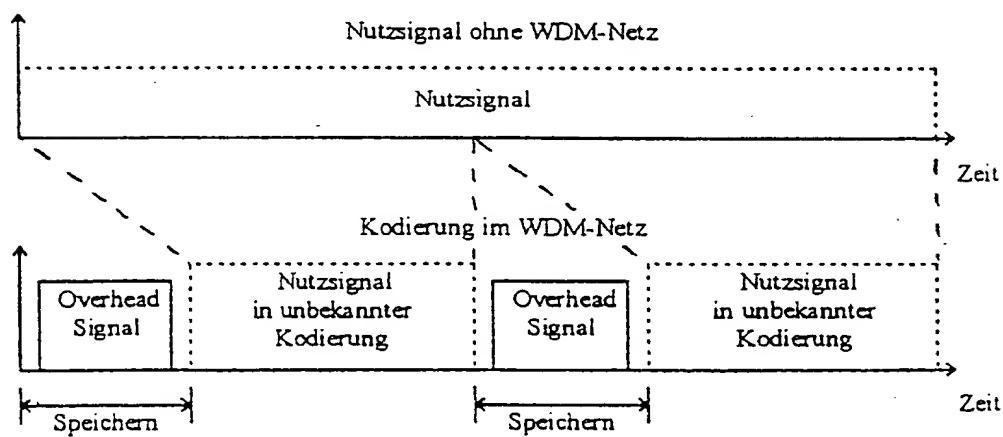 Nutzsignal ohne WDM-Netz
Nutzsignal
Zeit
Kodierung im WDM-Netz
Overhead
Signal
Nutzsignal
in unbekannter
Kodierung
Overhead
Signal
Nutzsignal
in unbekannter
Kodierung
Zeit
Speichern
Speichern